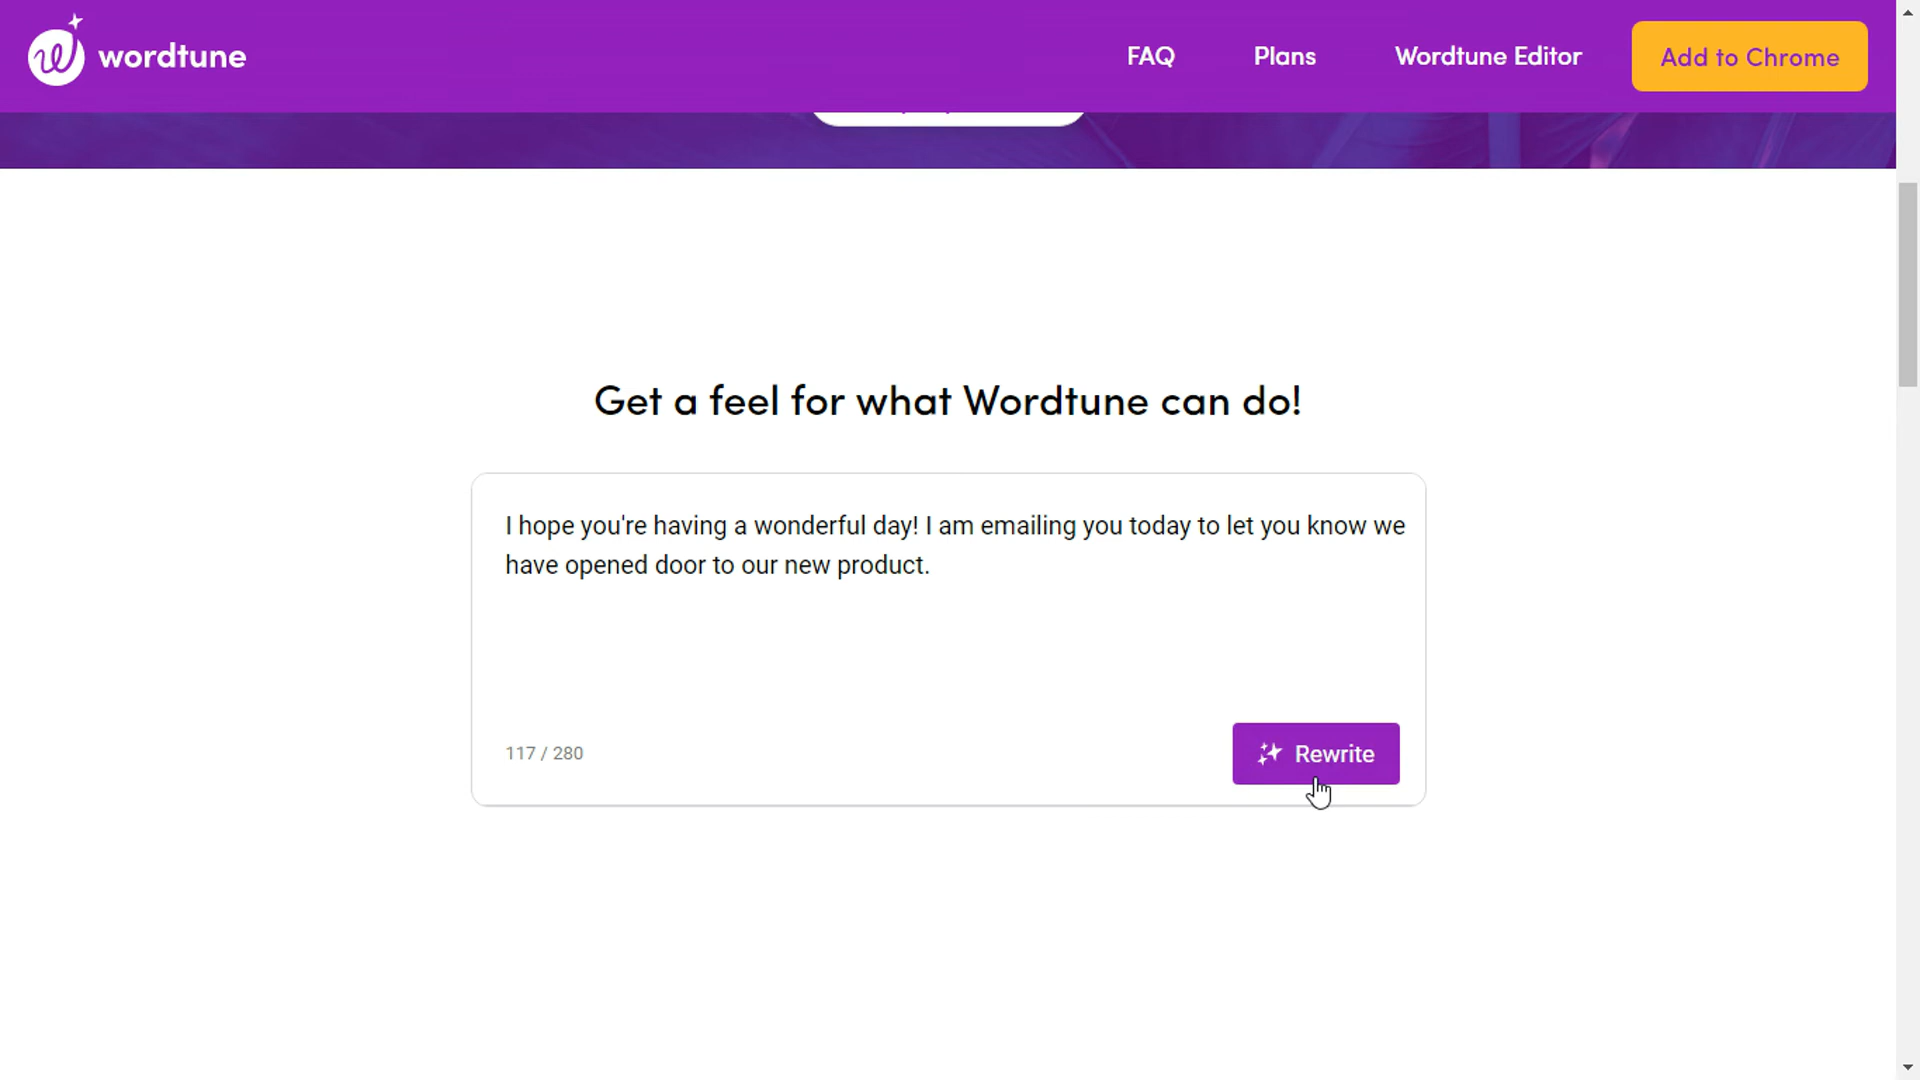 wordtune
FAQ
Plans
Wordtune Editor
Add to Chrome
Get a feel for what Wordtune can do!
I hope you're having a wonderful day! I am emailing you today to let you know we
have opened door to our new product.
117 / 280
Rewrite